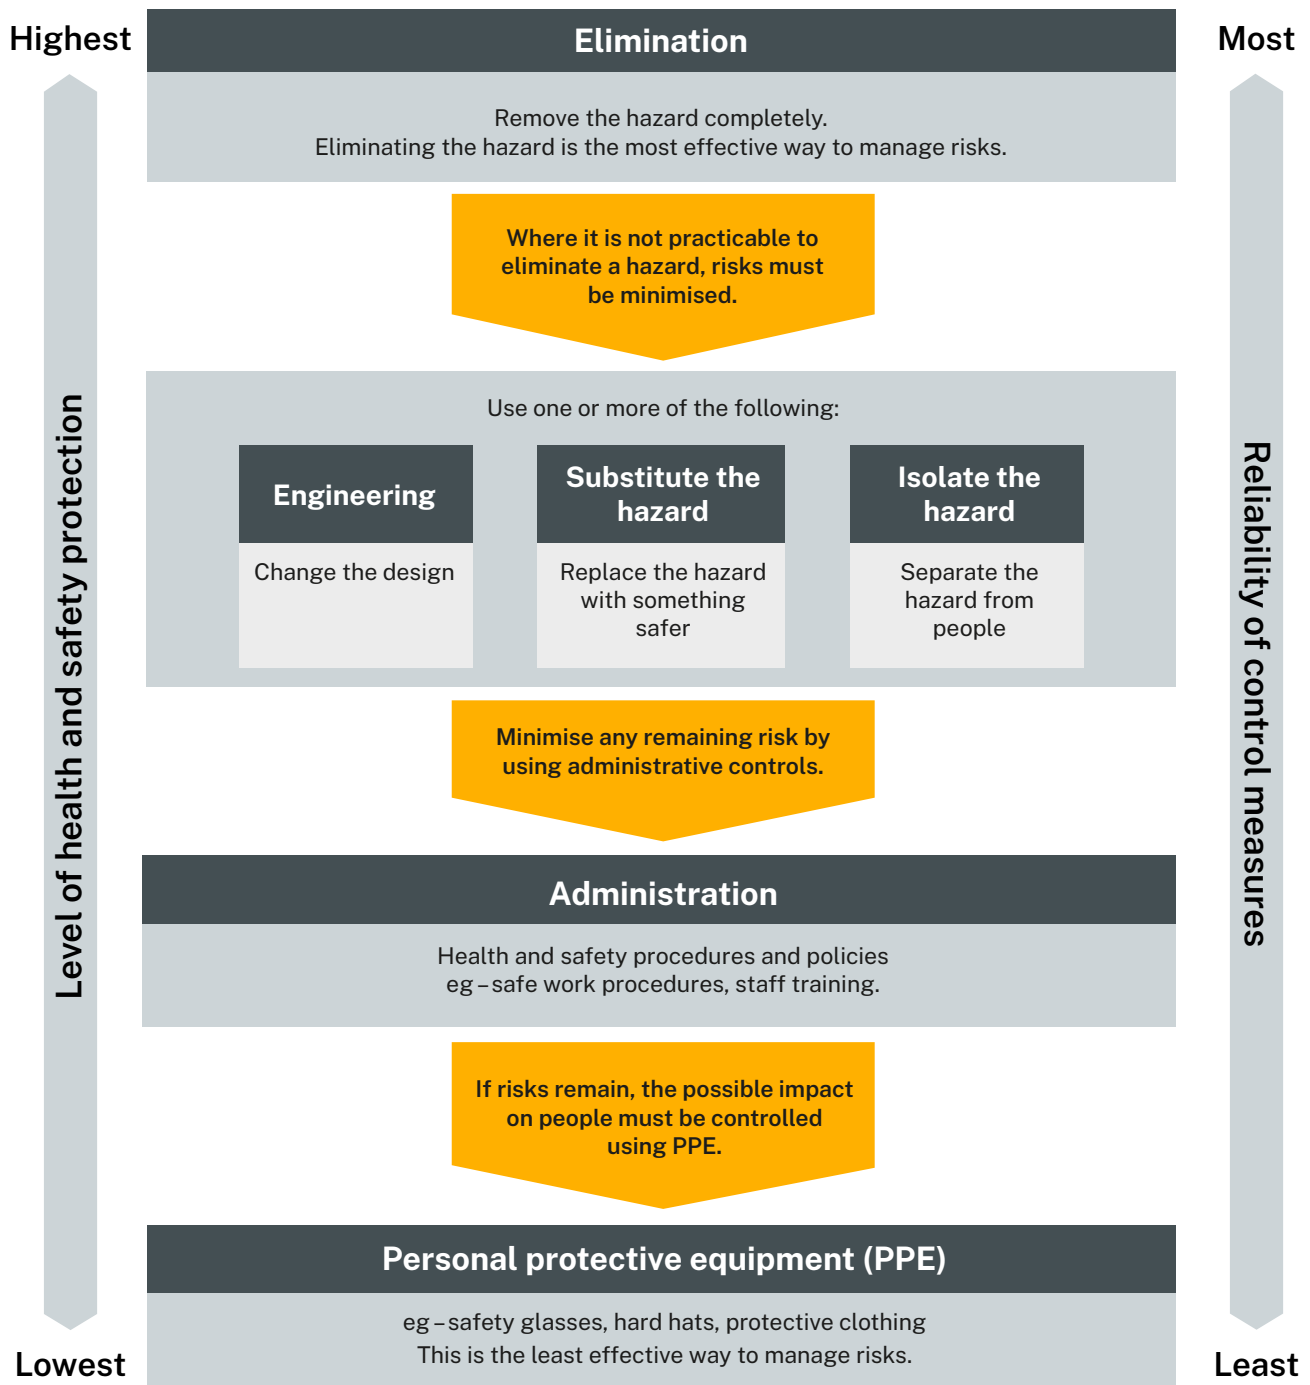 Highest
Most
Elimination
Remove the hazard completely.
Eliminating the hazard is the most effective way to manage risks.
Where it is not practicable to
eliminate a hazard, risks must
be minimised.
Level of health and safety protection
Reliability of control measures
Use one or more of the following:
Engineering
Change the design
Substitute the
hazard
Replace the hazard
with something
safer
Isolate the
hazard
Separate the
hazard from
people
Minimise any remaining risk by
using administrative controls.
Administration
Health and safety procedures and policies
eg – safe work procedures, staff training.
If risks remain, the possible impact
on people must be controlled
using PPE.
Personal protective equipment (PPE)
eg – safety glasses, hard hats, protective clothing
This is the least effective way to manage risks.
Lowest
Least